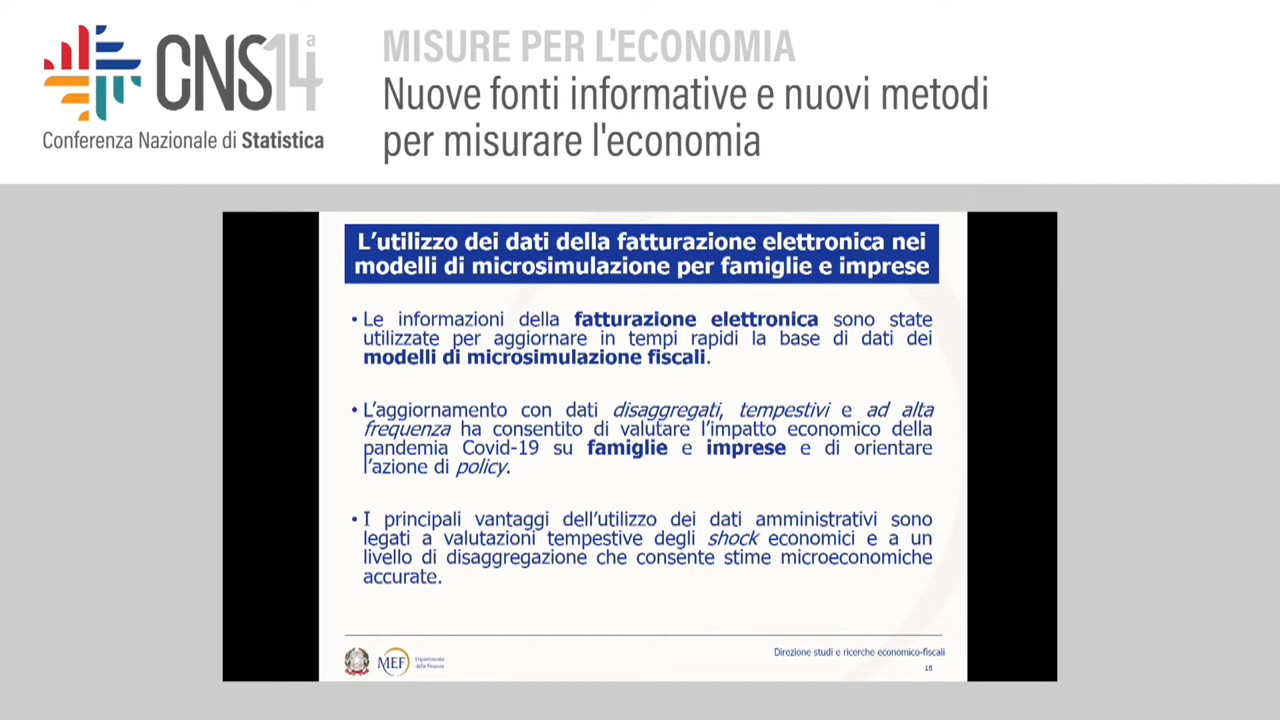 CNS14ª
Conferenza Nazionale di Statistica
MISURE PER L'ECONOMIA
Nuove fonti informative e nuovi metodi
per misurare l'economia
L'utilizzo dei dati della fatturazione elettronica nei
modelli di microsimulazione per famiglie e imprese
• Le informazioni della fatturazione elettronica sono state
utilizzate per aggiornare in tempi rapidi la base di dati dei
modelli di microsimulazione fiscali.
• L'aggiornamento con dati disaggregati, tempestivi e ad alta
frequenza ha consentito di valutare l'impatto economico della
pandemia Covid-19 su famiglie e imprese e di orientare
l'azione di policy.
• I principali vantaggi dell'utilizzo dei dati amministrativi sono
legati a valutazioni tempestive degli shock economici e a un
livello di disaggregazione che consente stime microeconomiche
accurate.
MEF
Dipartimento
delle Finanze
Direzione studi e ricerche economico-fiscali
16